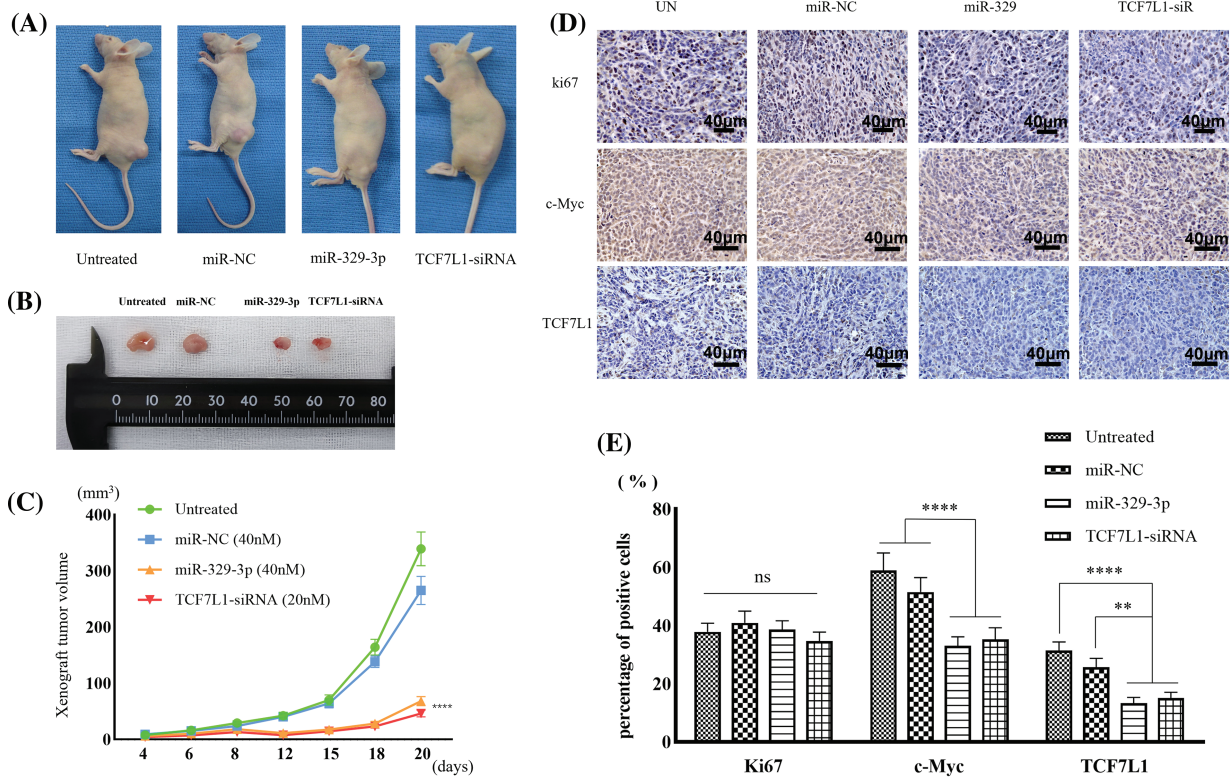 (A)
Untreated miR-NC miR-329-3p TCF7L1-siRNA
(B)
Untreated miR-NC miR-329-3p TCF7L1-siRNA
0 10 20 30 40 50 60 70 80
(C)
(mm³)
Xenograft tumor volume
400
300
200
100
0
4 6 8 12 15 18 20
(days)
Untreated
miR-NC (40nM)
miR-329-3p (40nM)
TCF7L1-siRNA (20nM)
****
(D)
UN miR-NC miR-329 TCF7L1-siR
ki67
40μm 40μm 40μm 40μm
c-Myc
40μm 40μm 40μm 40μm
TCF7L1
40μm 40μm 40μm 40μm
(E)
(%)
percentage of positive cells
80
60
40
20
0
Untreated
miR-NC
miR-329-3p
TCF7L1-siRNA
ns
****
****
**
Ki67 c-Myc TCF7L1